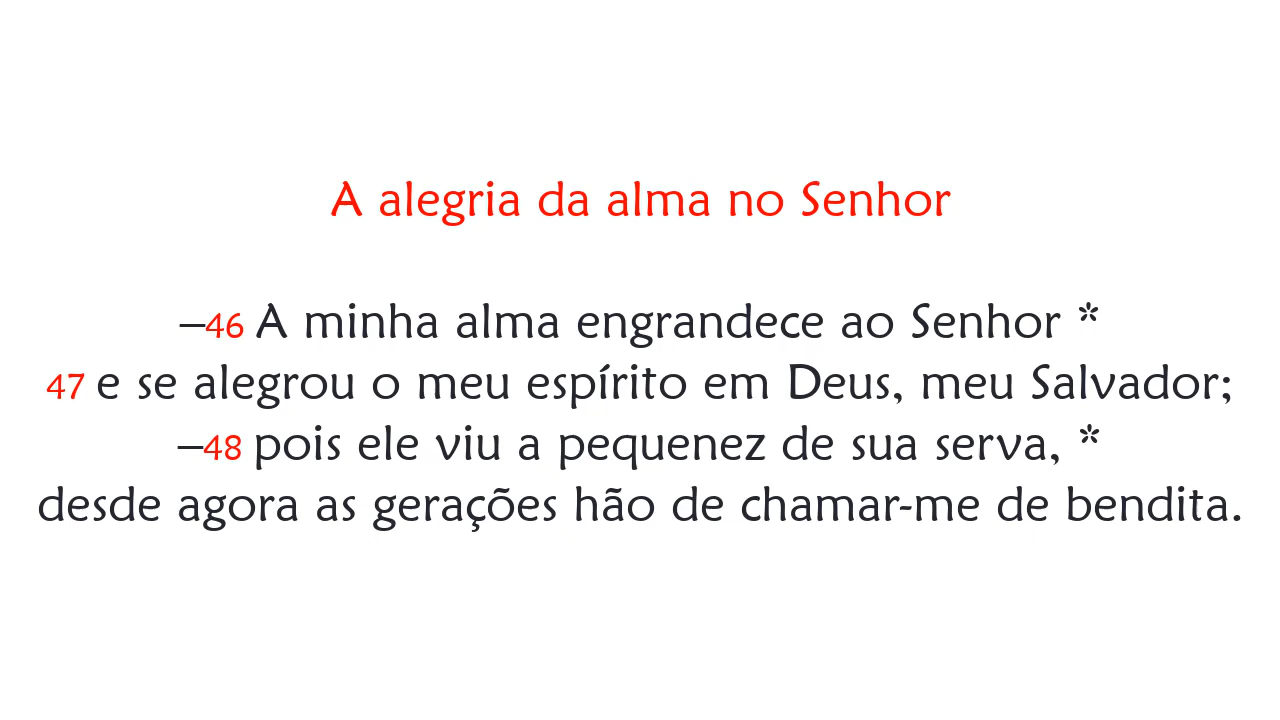 A alegria da alma no Senhor
–46 A minha alma engrandece ao Senhor *
47 e se alegrou o meu espírito em Deus, meu Salvador;
–48 pois ele viu a pequenez de sua serva, *
desde agora as gerações hão de chamar-me de bendita.